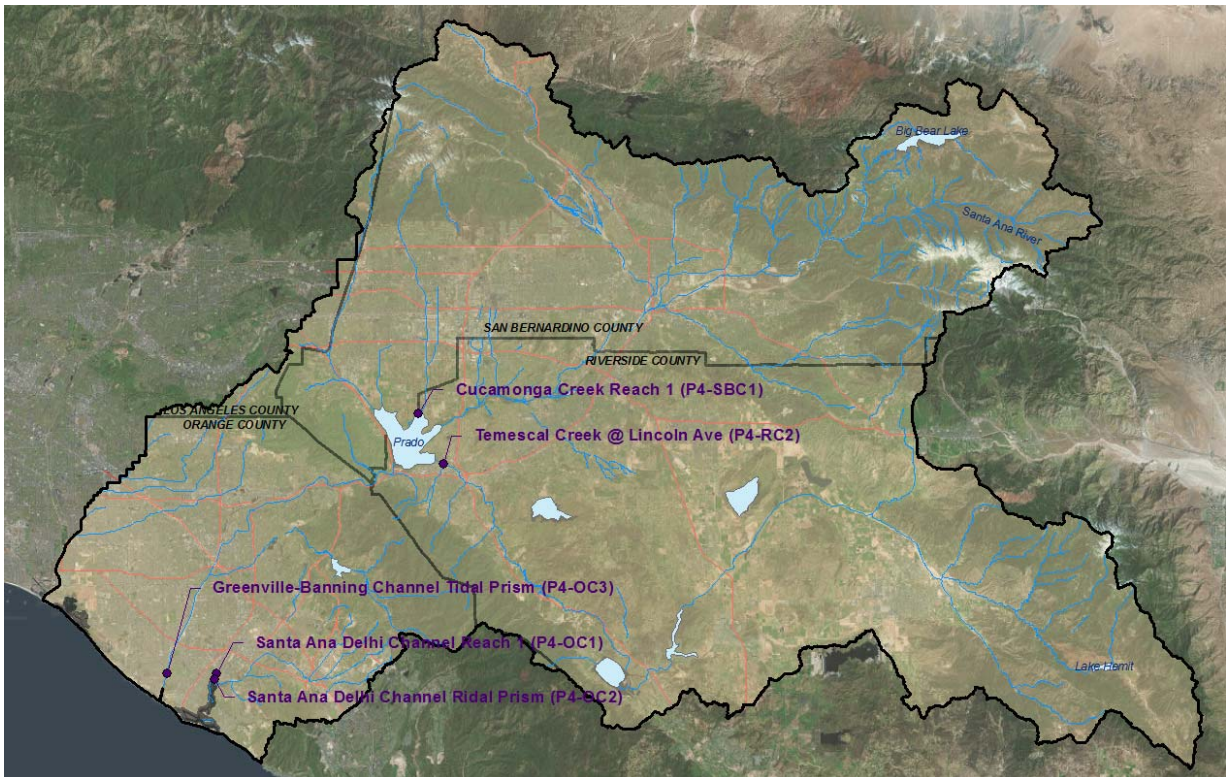 Big Bear Lake
Santa Ana River
SAN BERNARDINO COUNTY
RIVERSIDE COUNTY
Cucamonga Creek Reach 1 (P4-SBC1)
LOS ANGELES COUNTY
ORANGE COUNTY
Prado
Temescal Creek @ Lincoln Ave (P4-RC2)
Greenville-Banning Channel Tidal Prism (P4-OC3)
Santa Ana Delhi Channel Reach 1 (P4-OC1)
Lake Hemit
Santa Ana Delhi Channel Ridal Prism (P4-OC2)